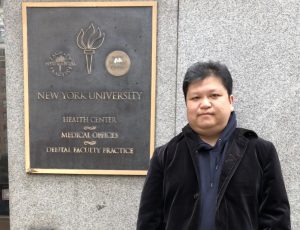 NEW YORK UNIVERSITY
HEALTH CENTER
MEDICAL OFFICES
DENTAL FACULTY PRACTICE